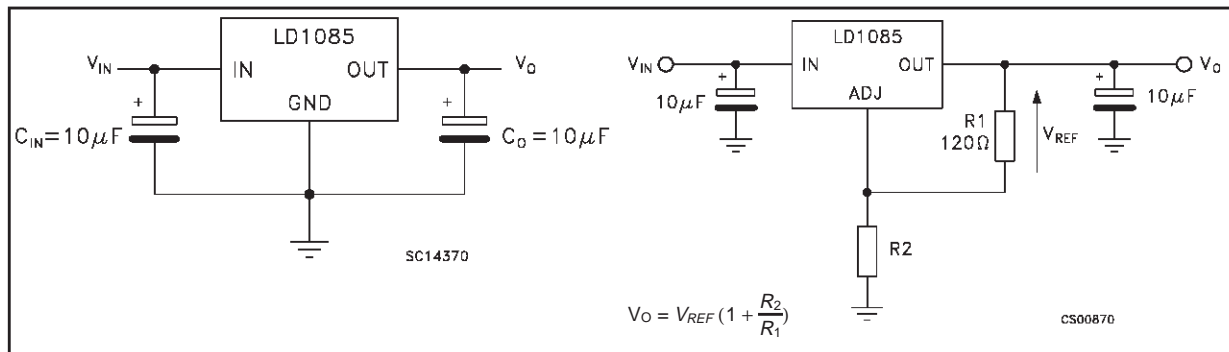 LD1085
V_IN
IN
OUT
V_O
GND
+
+
C_IN=10μF
C_O=10μF
SC14370
LD1085
V_IN
IN
OUT
V_O
+
+
10μF
ADJ
10μF
R1
120Ω
V_REF
R2
V_O = V_REF (1 + R_2/R_1)
CS00870